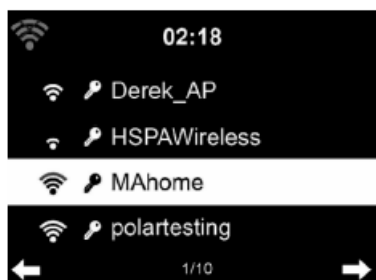 02:18
Derek_AP
HSPAWireless
MAhome
polartesting
1/10